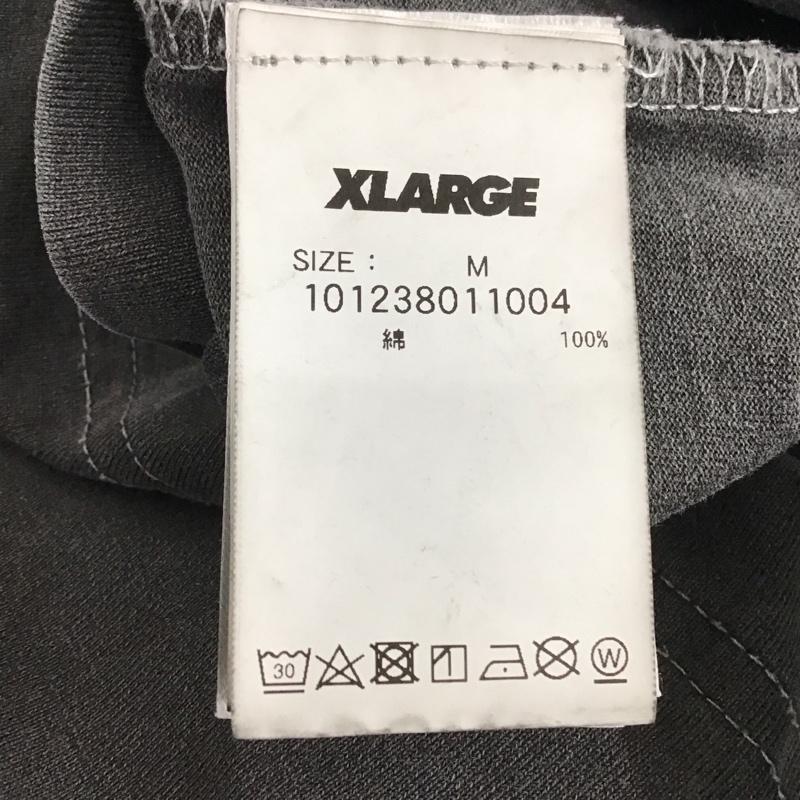 XLARGE
SIZE : M
101238011004
綿 100%
30
W